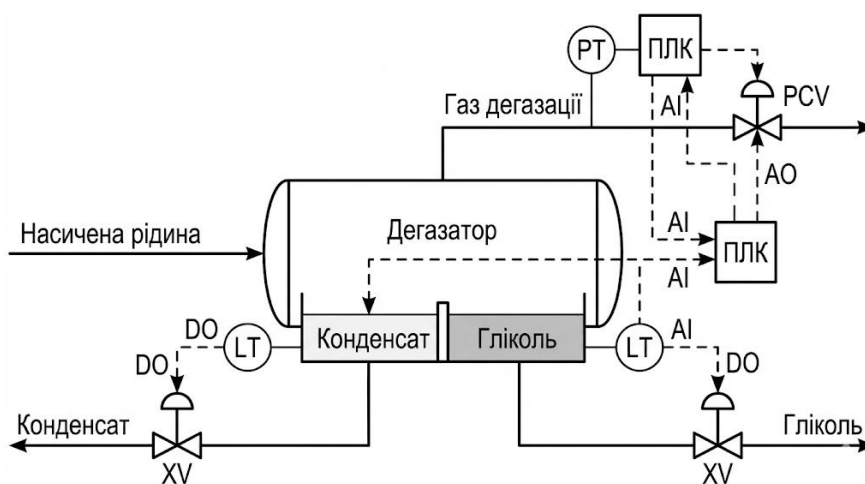 PT
ПЛК
PCV
Газ дегазації
AI
AO
Насичена рідина
Дегазатор
AI
ПЛК
AI
DO
LT
Конденсат
Гліколь
LT
AI
DO
DO
Конденсат
Гліколь
XV
XV